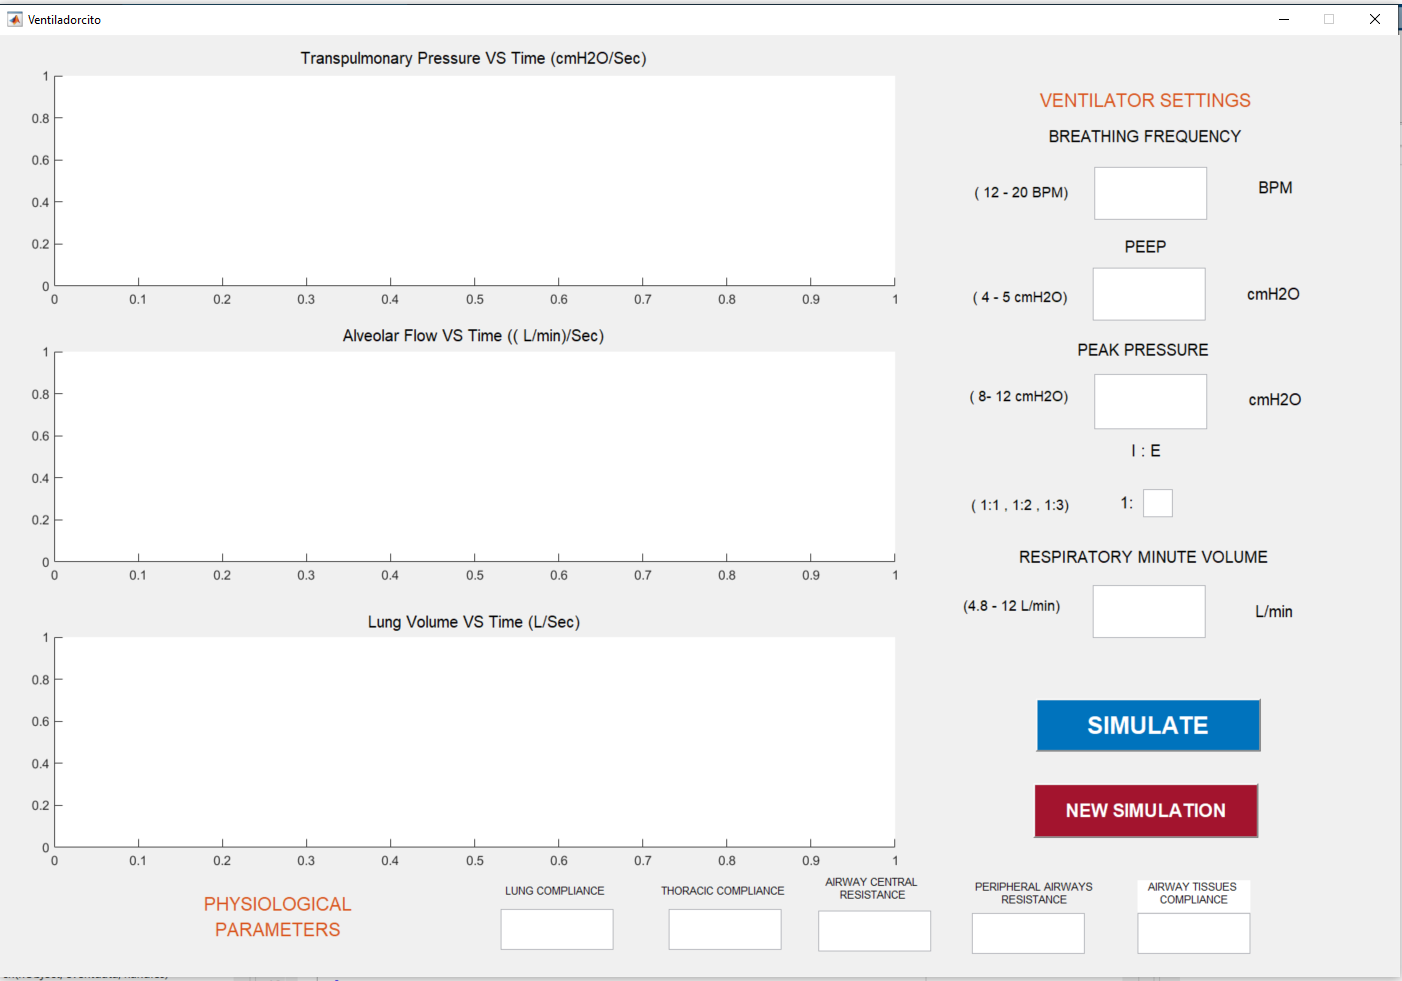 Ventiladorcito
Transpulmonary Pressure VS Time (cmH2O/Sec)
1
0.8
0.6
0.4
0.2
0
0 0.1 0.2 0.3 0.4 0.5 0.6 0.7 0.8 0.9 1
Alveolar Flow VS Time (( L/min)/Sec)
1
0.8
0.6
0.4
0.2
0
0 0.1 0.2 0.3 0.4 0.5 0.6 0.7 0.8 0.9 1
Lung Volume VS Time (L/Sec)
1
0.8
0.6
0.4
0.2
0
0 0.1 0.2 0.3 0.4 0.5 0.6 0.7 0.8 0.9 1
VENTILATOR SETTINGS
BREATHING FREQUENCY
( 12 - 20 BPM) BPM
PEEP
( 4 - 5 cmH2O) cmH2O
PEAK PRESSURE
( 8- 12 cmH2O) cmH2O
I : E
( 1:1 , 1:2 , 1:3) 1:
RESPIRATORY MINUTE VOLUME
(4.8 - 12 L/min) L/min
SIMULATE
NEW SIMULATION
PHYSIOLOGICAL
PARAMETERS
LUNG COMPLIANCE
THORACIC COMPLIANCE
AIRWAY CENTRAL
RESISTANCE
PERIPHERAL AIRWAYS
RESISTANCE
AIRWAY TISSUES
COMPLIANCE